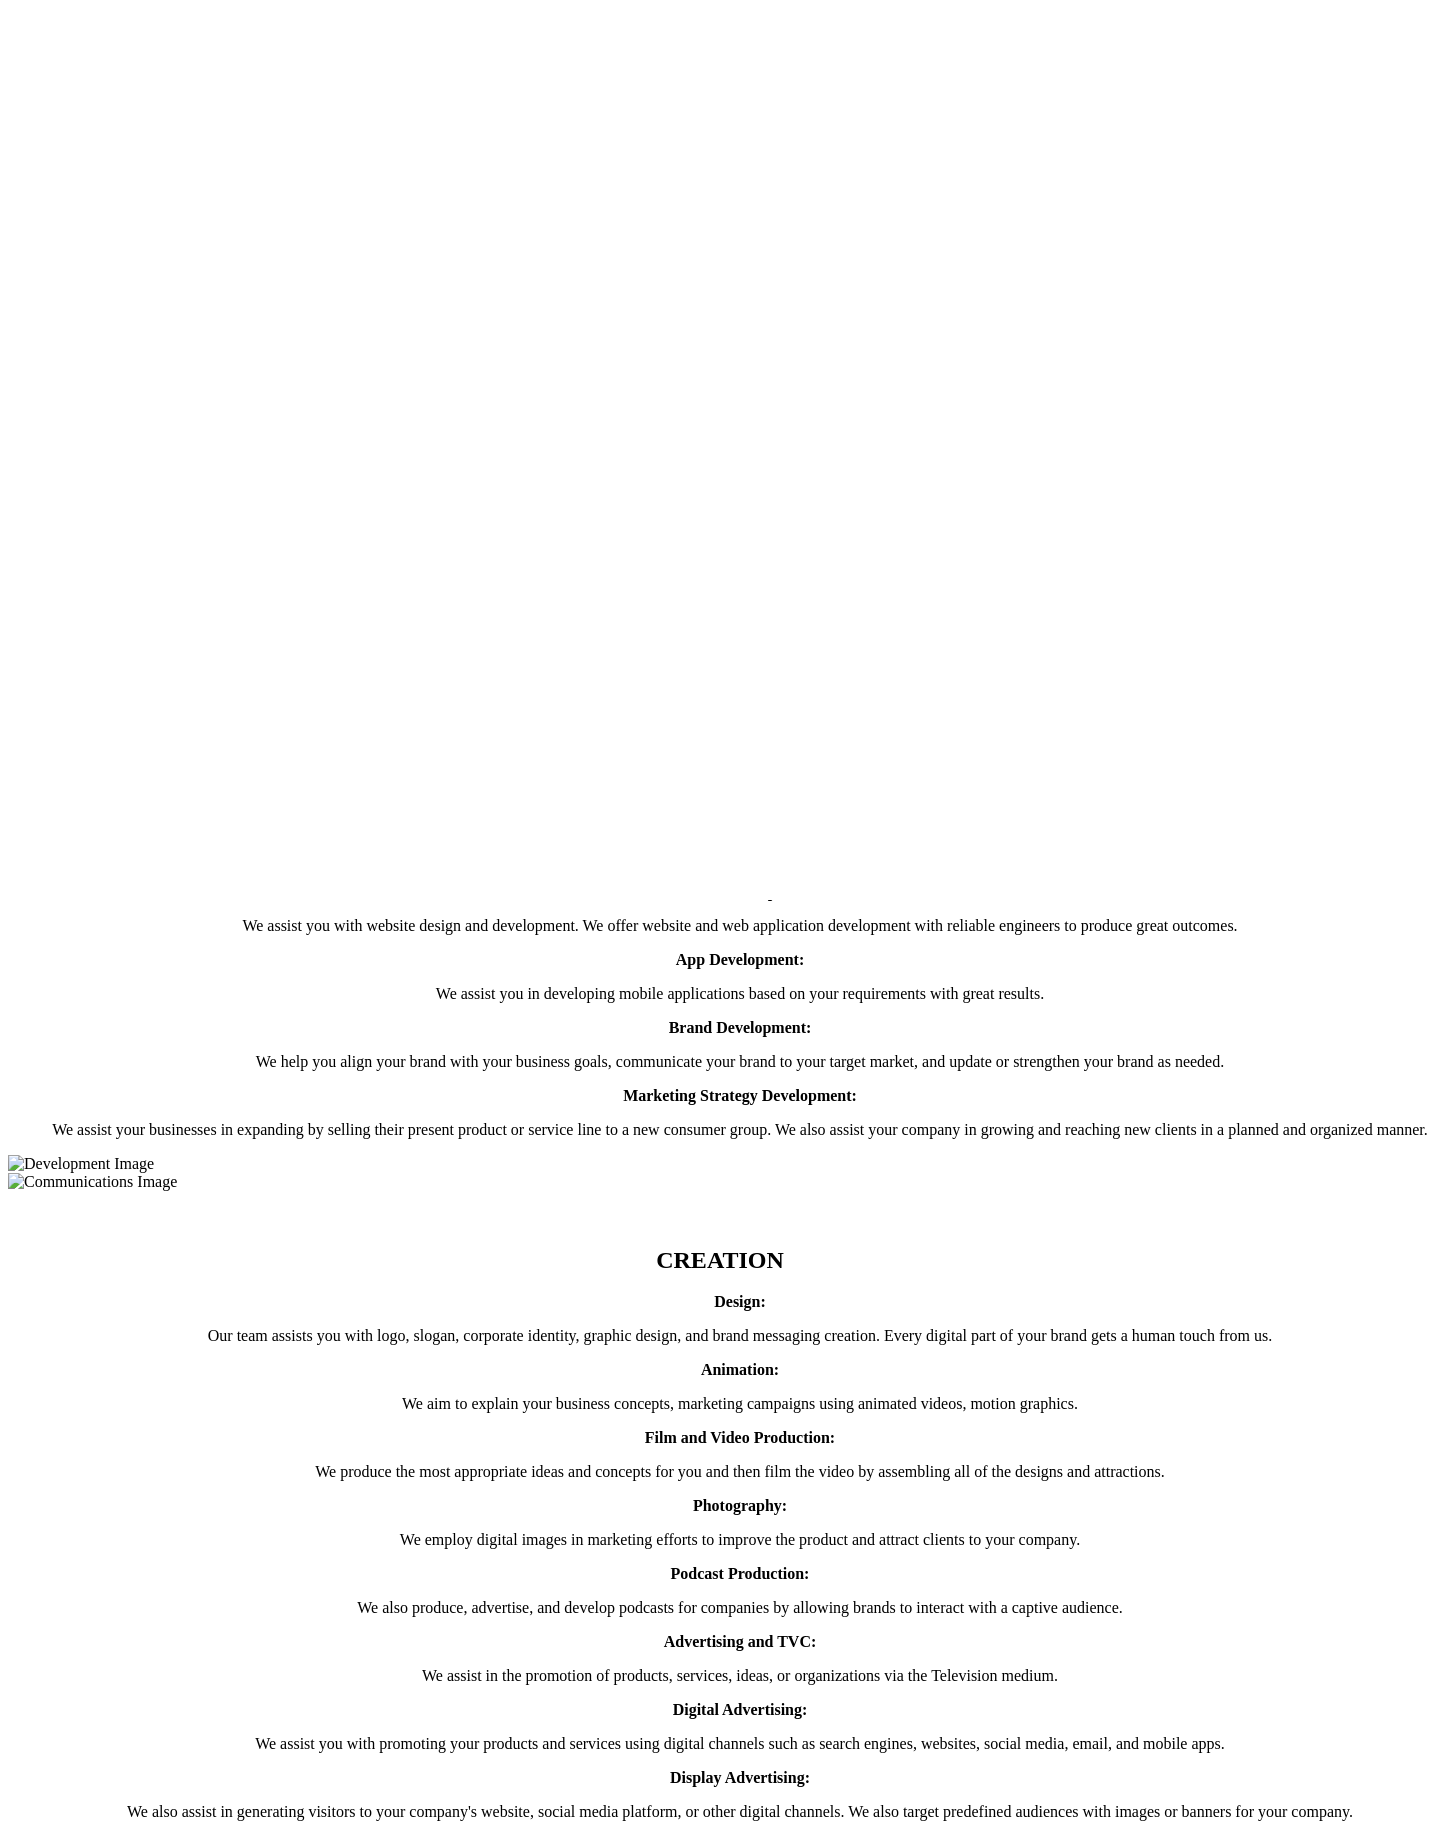 We assist you with website design and development. We offer website and web application development with reliable engineers to produce great outcomes.
App Development:
We assist you in developing mobile applications based on your requirements with great results.
Brand Development:
We help you align your brand with your business goals, communicate your brand to your target market, and update or strengthen your brand as needed.
Marketing Strategy Development:
We assist your businesses in expanding by selling their present product or service line to a new consumer group. We also assist your company in growing and reaching new clients in a planned and organized manner.
Development Image
Communications Image
CREATION
Design:
Our team assists you with logo, slogan, corporate identity, graphic design, and brand messaging creation. Every digital part of your brand gets a human touch from us.
Animation:
We aim to explain your business concepts, marketing campaigns using animated videos, motion graphics.
Film and Video Production:
We produce the most appropriate ideas and concepts for you and then film the video by assembling all of the designs and attractions.
Photography:
We employ digital images in marketing efforts to improve the product and attract clients to your company.
Podcast Production:
We also produce, advertise, and develop podcasts for companies by allowing brands to interact with a captive audience.
Advertising and TVC:
We assist in the promotion of products, services, ideas, or organizations via the Television medium.
Digital Advertising:
We assist you with promoting your products and services using digital channels such as search engines, websites, social media, email, and mobile apps.
Display Advertising:
We also assist in generating visitors to your company's website, social media platform, or other digital channels. We also target predefined audiences with images or banners for your company.